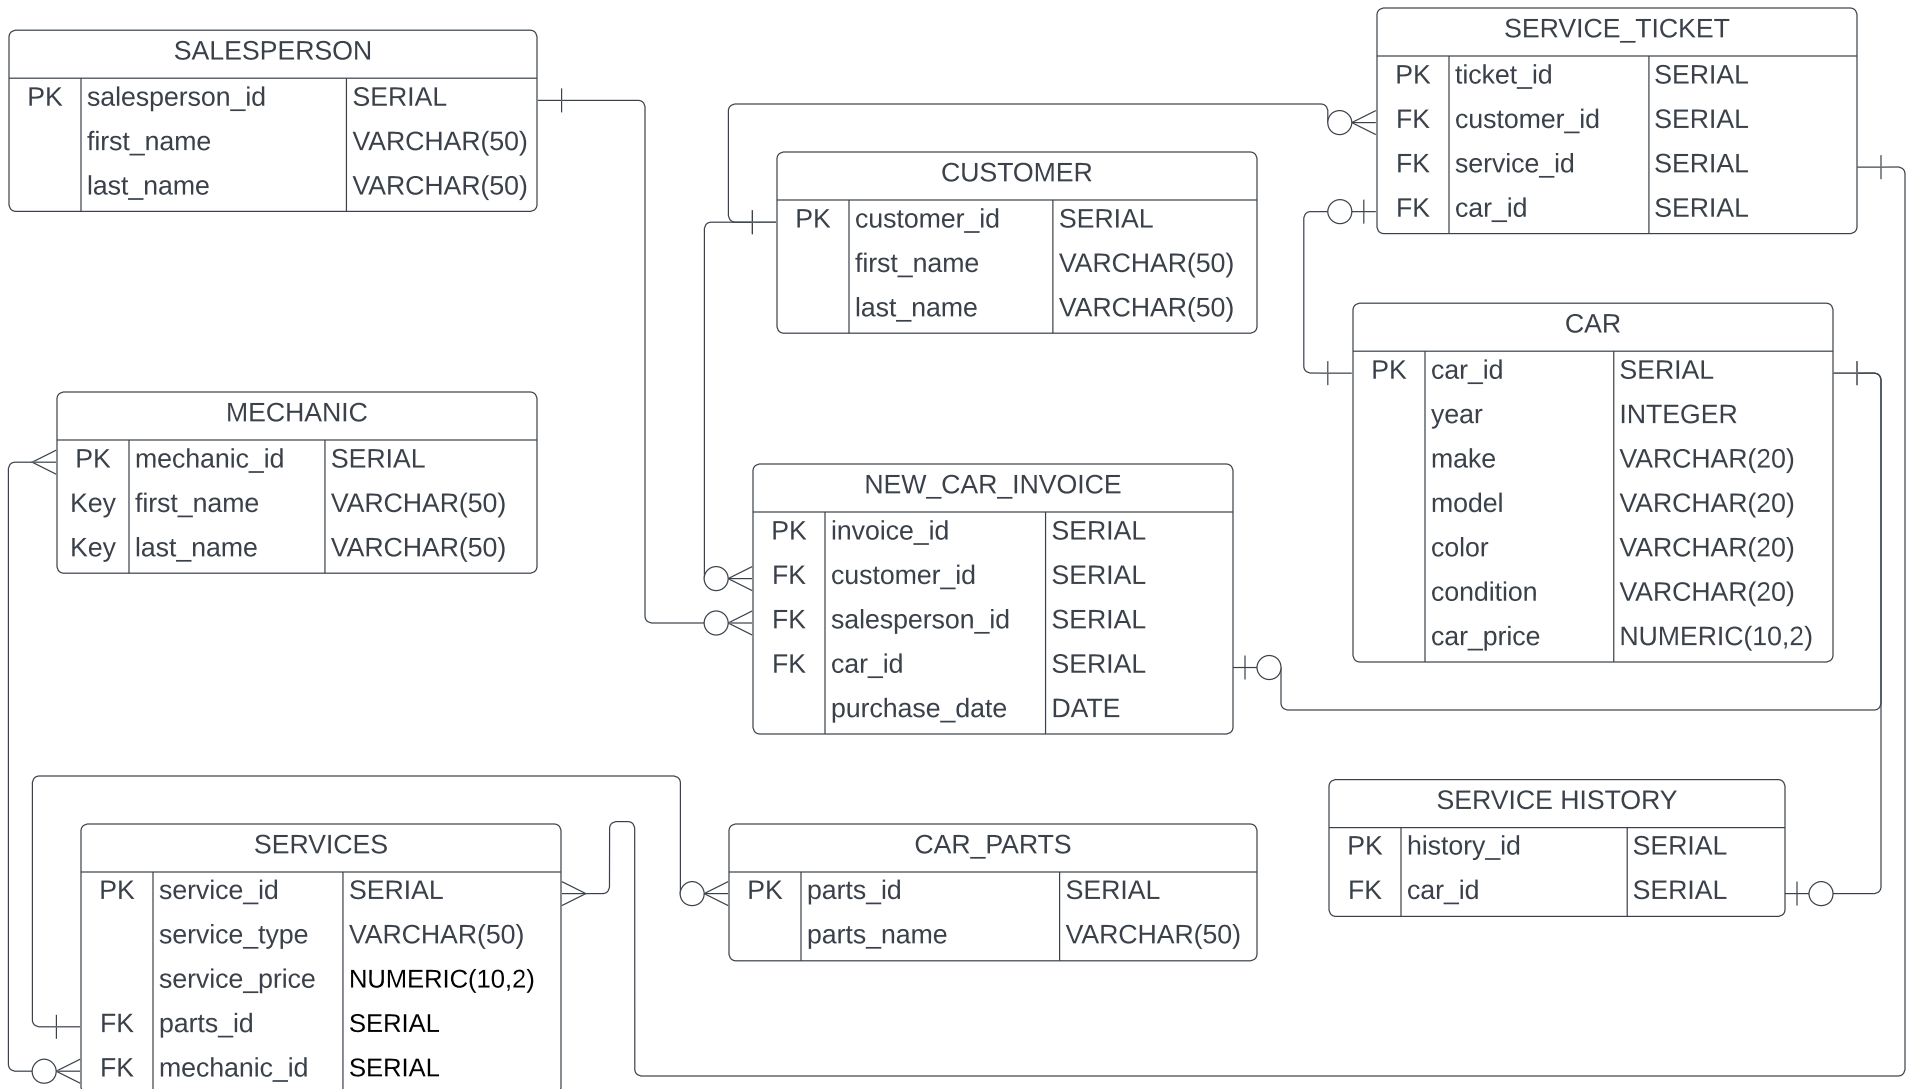 SALESPERSON
PK salesperson_id SERIAL
first_name VARCHAR(50)
last_name VARCHAR(50)
SERVICE_TICKET
PK ticket_id SERIAL
FK customer_id SERIAL
FK service_id SERIAL
FK car_id SERIAL
CUSTOMER
PK customer_id SERIAL
first_name VARCHAR(50)
last_name VARCHAR(50)
CAR
PK car_id SERIAL
year INTEGER
make VARCHAR(20)
model VARCHAR(20)
color VARCHAR(20)
condition VARCHAR(20)
car_price NUMERIC(10,2)
MECHANIC
PK mechanic_id SERIAL
Key first_name VARCHAR(50)
Key last_name VARCHAR(50)
NEW_CAR_INVOICE
PK invoice_id SERIAL
FK customer_id SERIAL
FK salesperson_id SERIAL
FK car_id SERIAL
purchase_date DATE
SERVICES
PK service_id SERIAL
service_type VARCHAR(50)
service_price NUMERIC(10,2)
FK parts_id SERIAL
FK mechanic_id SERIAL
CAR_PARTS
PK parts_id SERIAL
parts_name VARCHAR(50)
SERVICE HISTORY
PK history_id SERIAL
FK car_id SERIAL